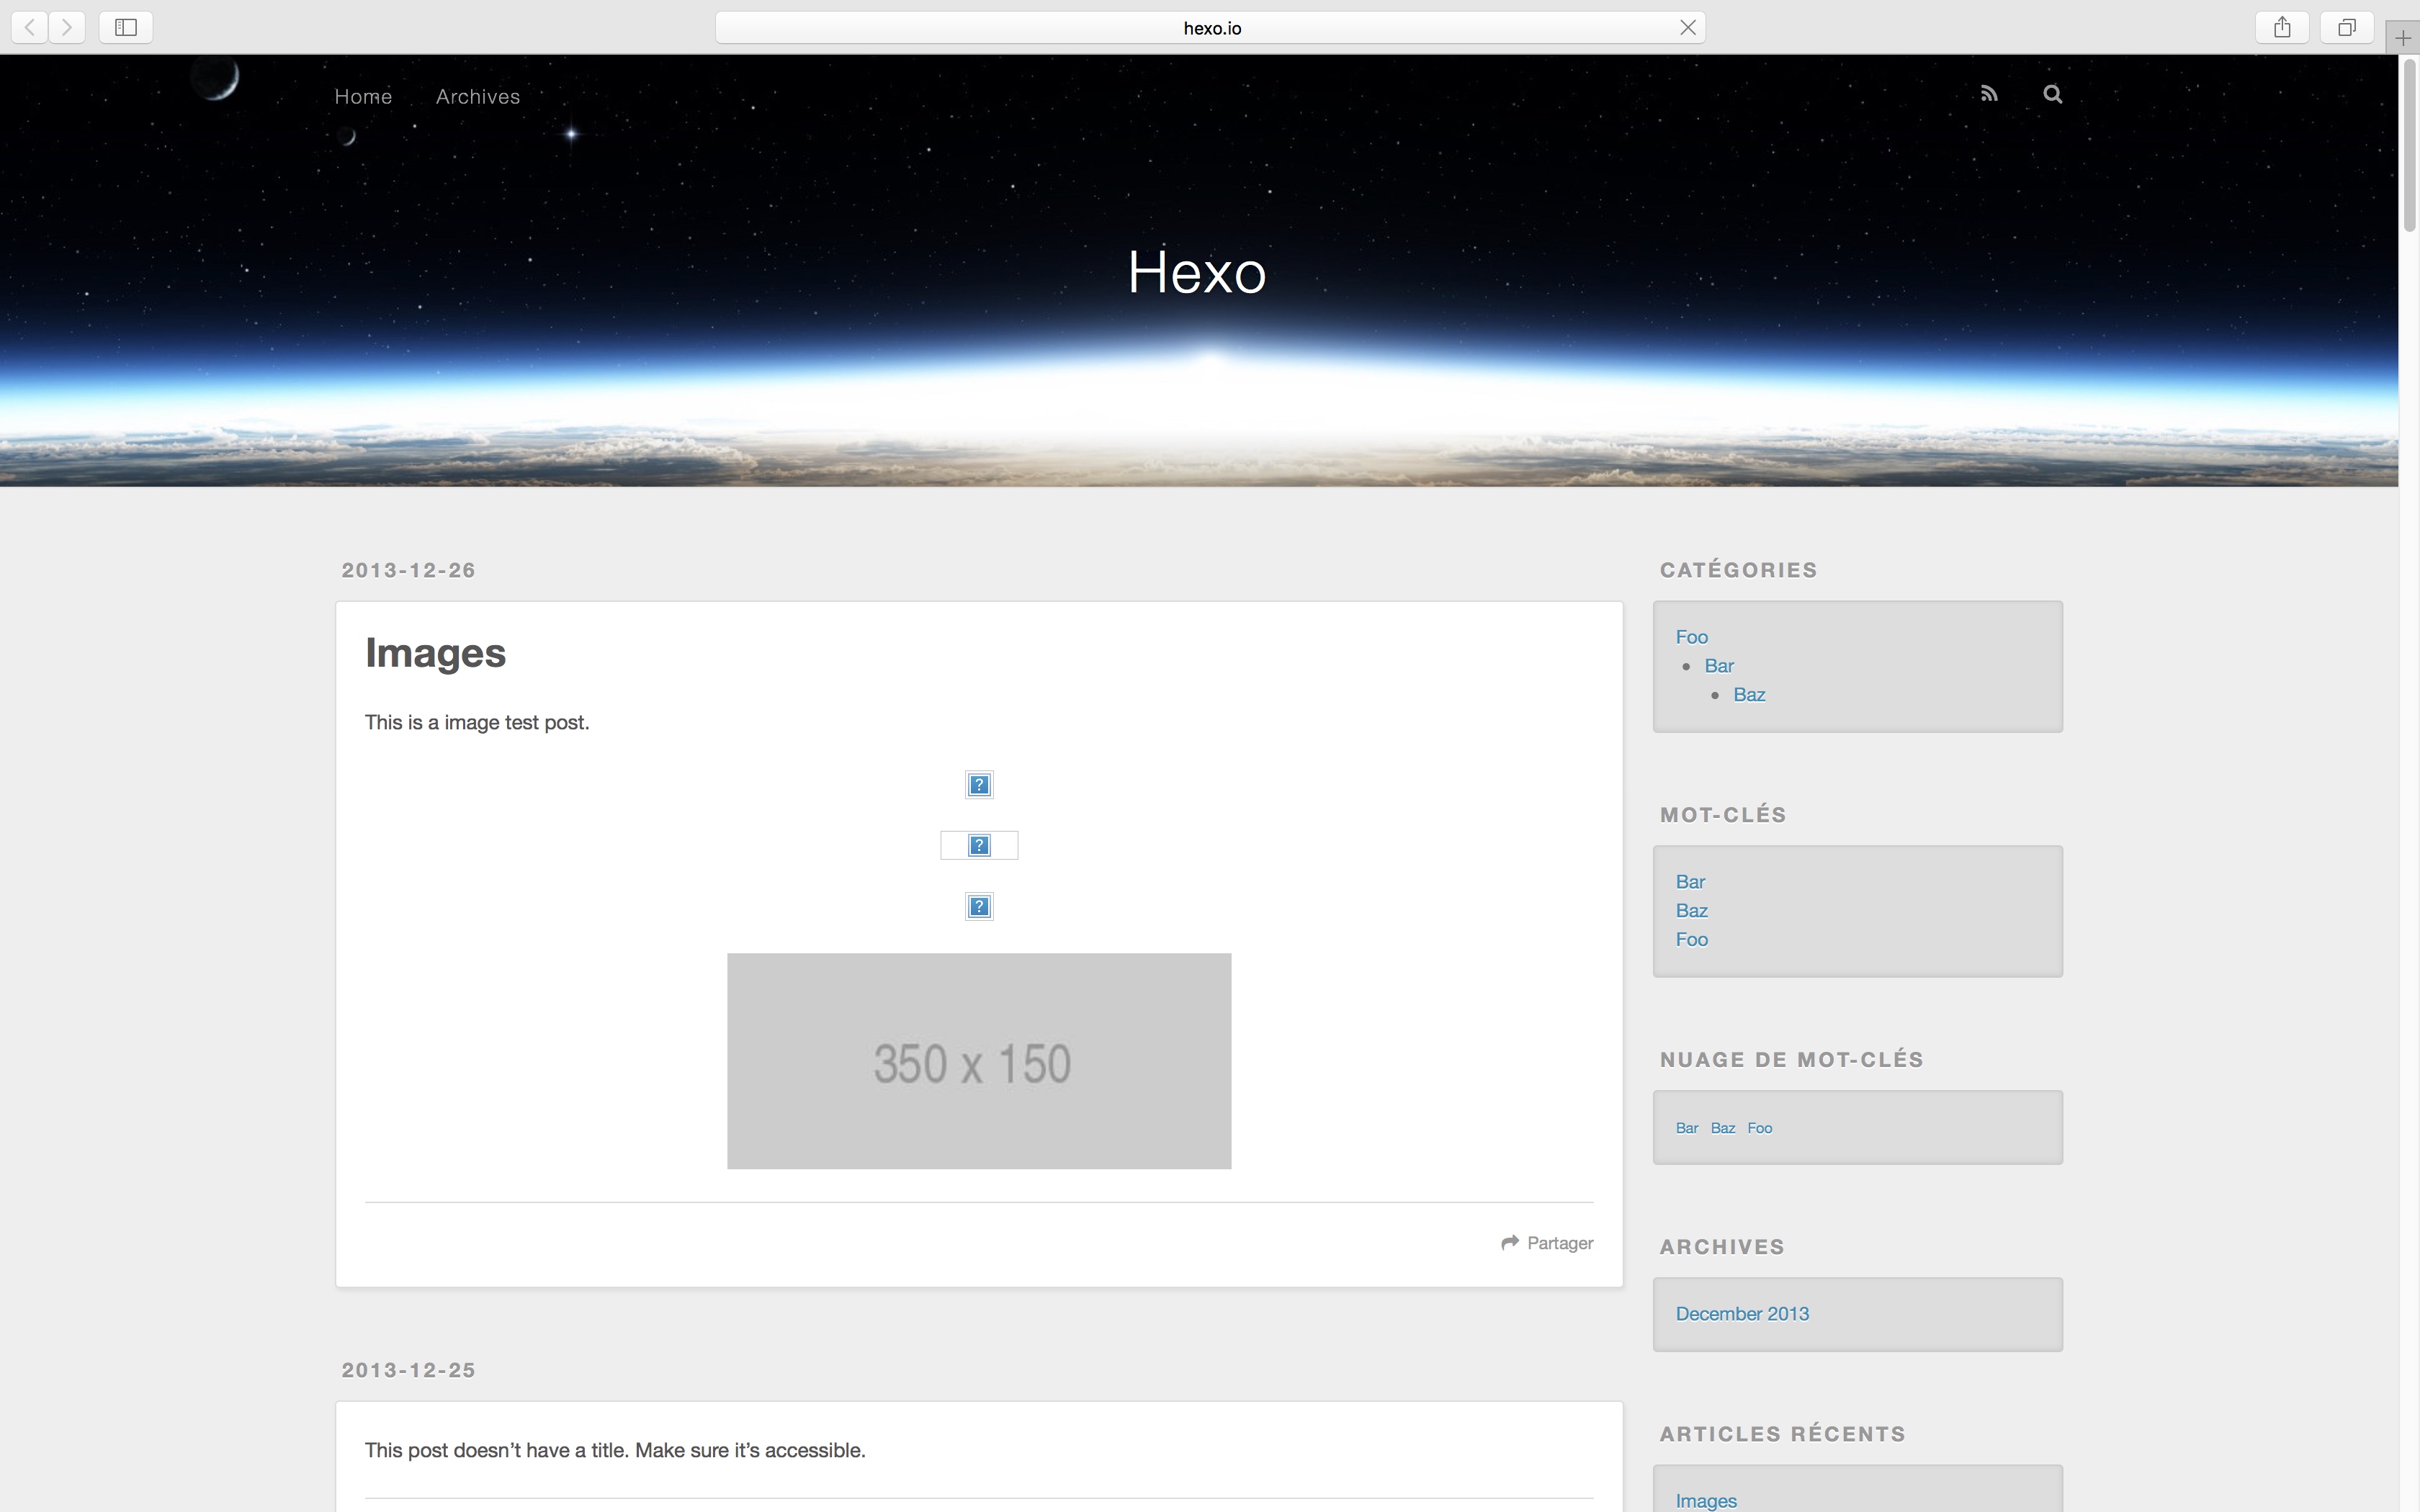 hexo.io
Home Archives
Hexo
2013-12-26
Images
This is a image test post.
350 x 150
Partager
2013-12-25
This post doesn’t have a title. Make sure it’s accessible.
CATÉGORIES
Foo
Bar
Baz
MOT-CLÉS
Bar
Baz
Foo
NUAGE DE MOT-CLÉS
Bar Baz Foo
ARCHIVES
December 2013
ARTICLES RÉCENTS
Images